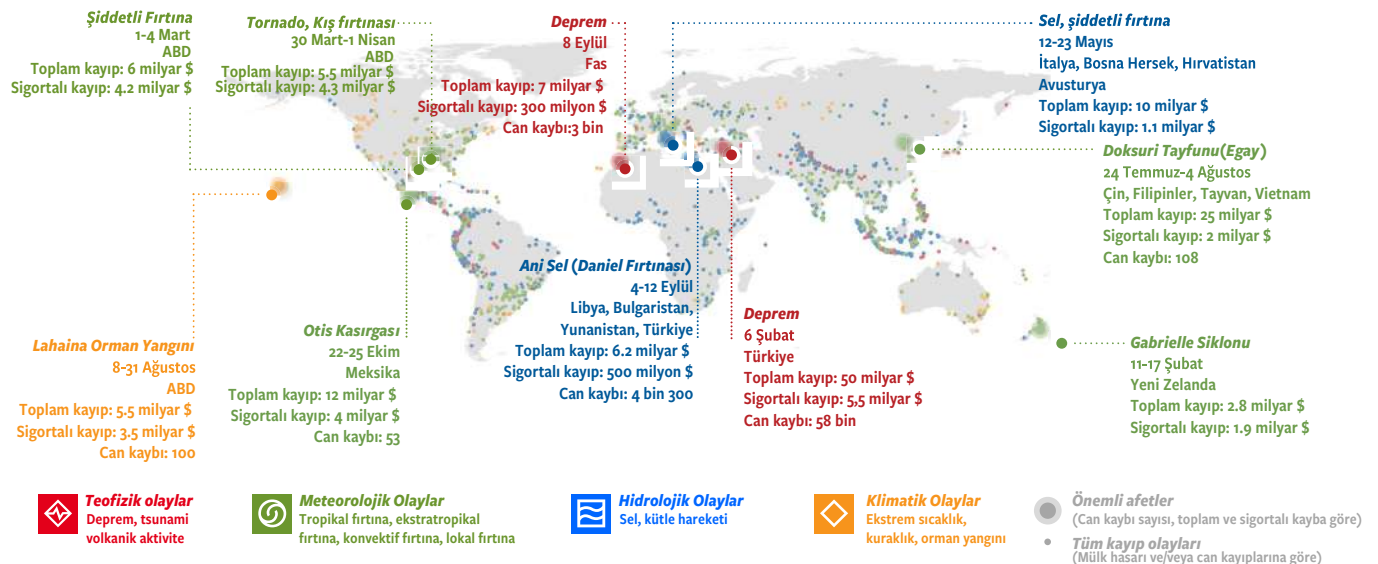 Şiddetli Fırtına
1-4 Mart
ABD
Toplam kayıp: 6 milyar $
Sigortalı kayıp: 4.2 milyar $
Tornado, Kış fırtınası
30 Mart-1 Nisan
ABD
Toplam kayıp: 5.5 milyar $
Sigortalı kayıp: 4.3 milyar $
Deprem
8 Eylül
Fas
Toplam kayıp: 7 milyar $
Sigortalı kayıp: 300 milyon $
Can kaybı:3 bin
Sel, şiddetli fırtına
12-23 Mayıs
İtalya, Bosna Hersek, Hırvatistan
Avusturya
Toplam kayıp: 10 milyar $
Sigortalı kayıp: 1.1 milyar $
Doksuri Tayfunu(Egay)
24 Temmuz-4 Ağustos
Çin, Filipinler, Tayvan, Vietnam
Toplam kayıp: 25 milyar $
Sigortalı kayıp: 2 milyar $
Can kaybı: 108
Ani Sel (Daniel Fırtınası)
4-12 Eylül
Libya, Bulgaristan,
Yunanistan, Türkiye
Toplam kayıp: 6.2 milyar $
Sigortalı kayıp: 500 milyon $
Can kaybı: 4 bin 300
Deprem
6 Şubat
Türkiye
Toplam kayıp: 50 milyar $
Sigortalı kayıp: 5,5 milyar $
Can kaybı: 58 bin
Lahaina Orman Yangını
8-31 Ağustos
ABD
Toplam kayıp: 5.5 milyar $
Sigortalı kayıp: 3.5 milyar $
Can kaybı: 100
Otis Kasırgası
22-25 Ekim
Meksika
Toplam kayıp: 12 milyar $
Sigortalı kayıp: 4 milyar $
Can kaybı: 53
Gabrielle Siklonu
11-17 Şubat
Yeni Zelanda
Toplam kayıp: 2.8 milyar $
Sigortalı kayıp: 1.9 milyar $
Teofizik olaylar
Deprem, tsunami
volkanik aktivite
Meteorolojik Olaylar
Tropikal fırtına, ekstratropikal
fırtına, konvektif fırtına, lokal fırtına
Hidrolojik Olaylar
Sel, kütle hareketi
Klimatik Olaylar
Ekstrem sıcaklık,
kuraklık, orman yangını
Önemli afetler
(Can kaybı sayısı, toplam ve sigortalı kayba göre)
Tüm kayıp olayları
(Mülk hasarı ve/veya can kayıplarına göre)